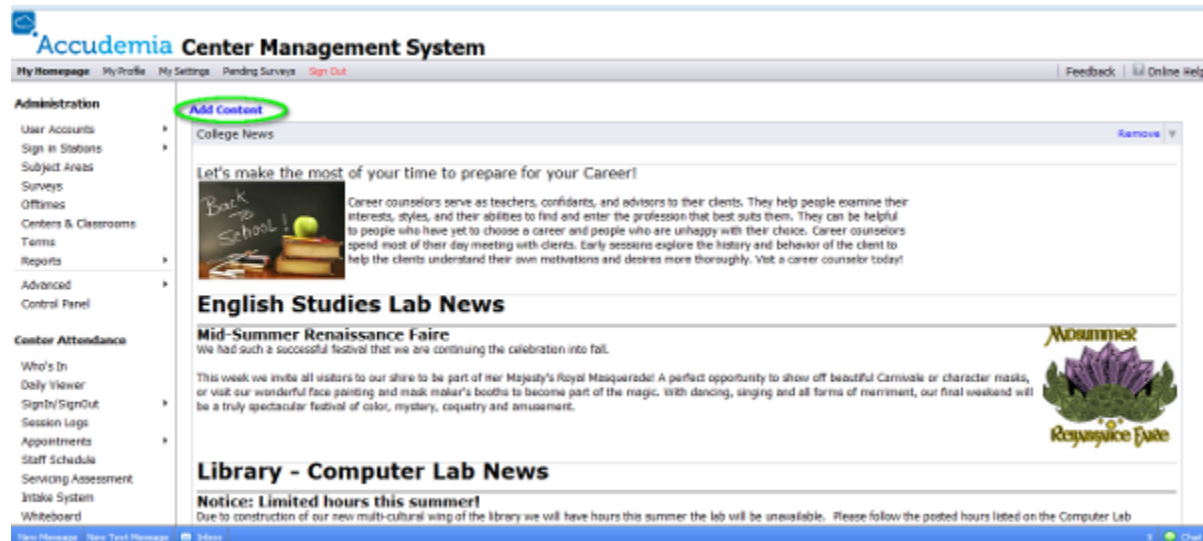 Accudemia Center Management System
My Homepage My Profile My Settings Pending Surveys Sign Out Feedback Online Help
Administration
User Accounts
Sign in Stations
Subject Areas
Surveys
Offtimes
Centers & Classrooms
Terms
Reports
Advanced
Control Panel
Center Attendance
Who's In
Daily Viewer
SignIn/SignOut
Session Logs
Appointments
Staff Schedule
Servicing Assessment
Intake System
Whiteboard
Add Content
College News Remove
Let's make the most of your time to prepare for your Career!
Back
To
School!
Career counselors serve as teachers, confidants, and advisors to their clients. They help people examine their
interests, styles, and their abilities to find and enter the profession that best suits them. They can be helpful
to people who have yet to choose a career and people who are unhappy with their choice. Career counselors
spend most of their day meeting with clients. Early sessions explore the history and behavior of the client to
help the clients understand their own motivations and desires more thoroughly. Visit a career counselor today!
English Studies Lab News
Mid-Summer Renaissance Faire
We had such a successful festival that we are continuing the celebration into fall.
This week we invite all visitors to our shire to be part of Her Majesty's Royal Masquerade! A perfect opportunity to show off beautiful Carnivale or character masks,
or visit our wonderful face painting and mask maker's booths to become part of the magic. With dancing, singing and all forms of merriment, our final weekend will
be a truly spectacular festival of color, mystery, coquetry and amusement.
Midsummer
Renaissance Faire
Library - Computer Lab News
Notice: Limited hours this summer!
Due to construction of our new multi-cultural wing of the library we will have hours this summer the lab will be unavailable. Please follow the posted hours listed on the Computer Lab
New Message New Text Message Inbox x Chat